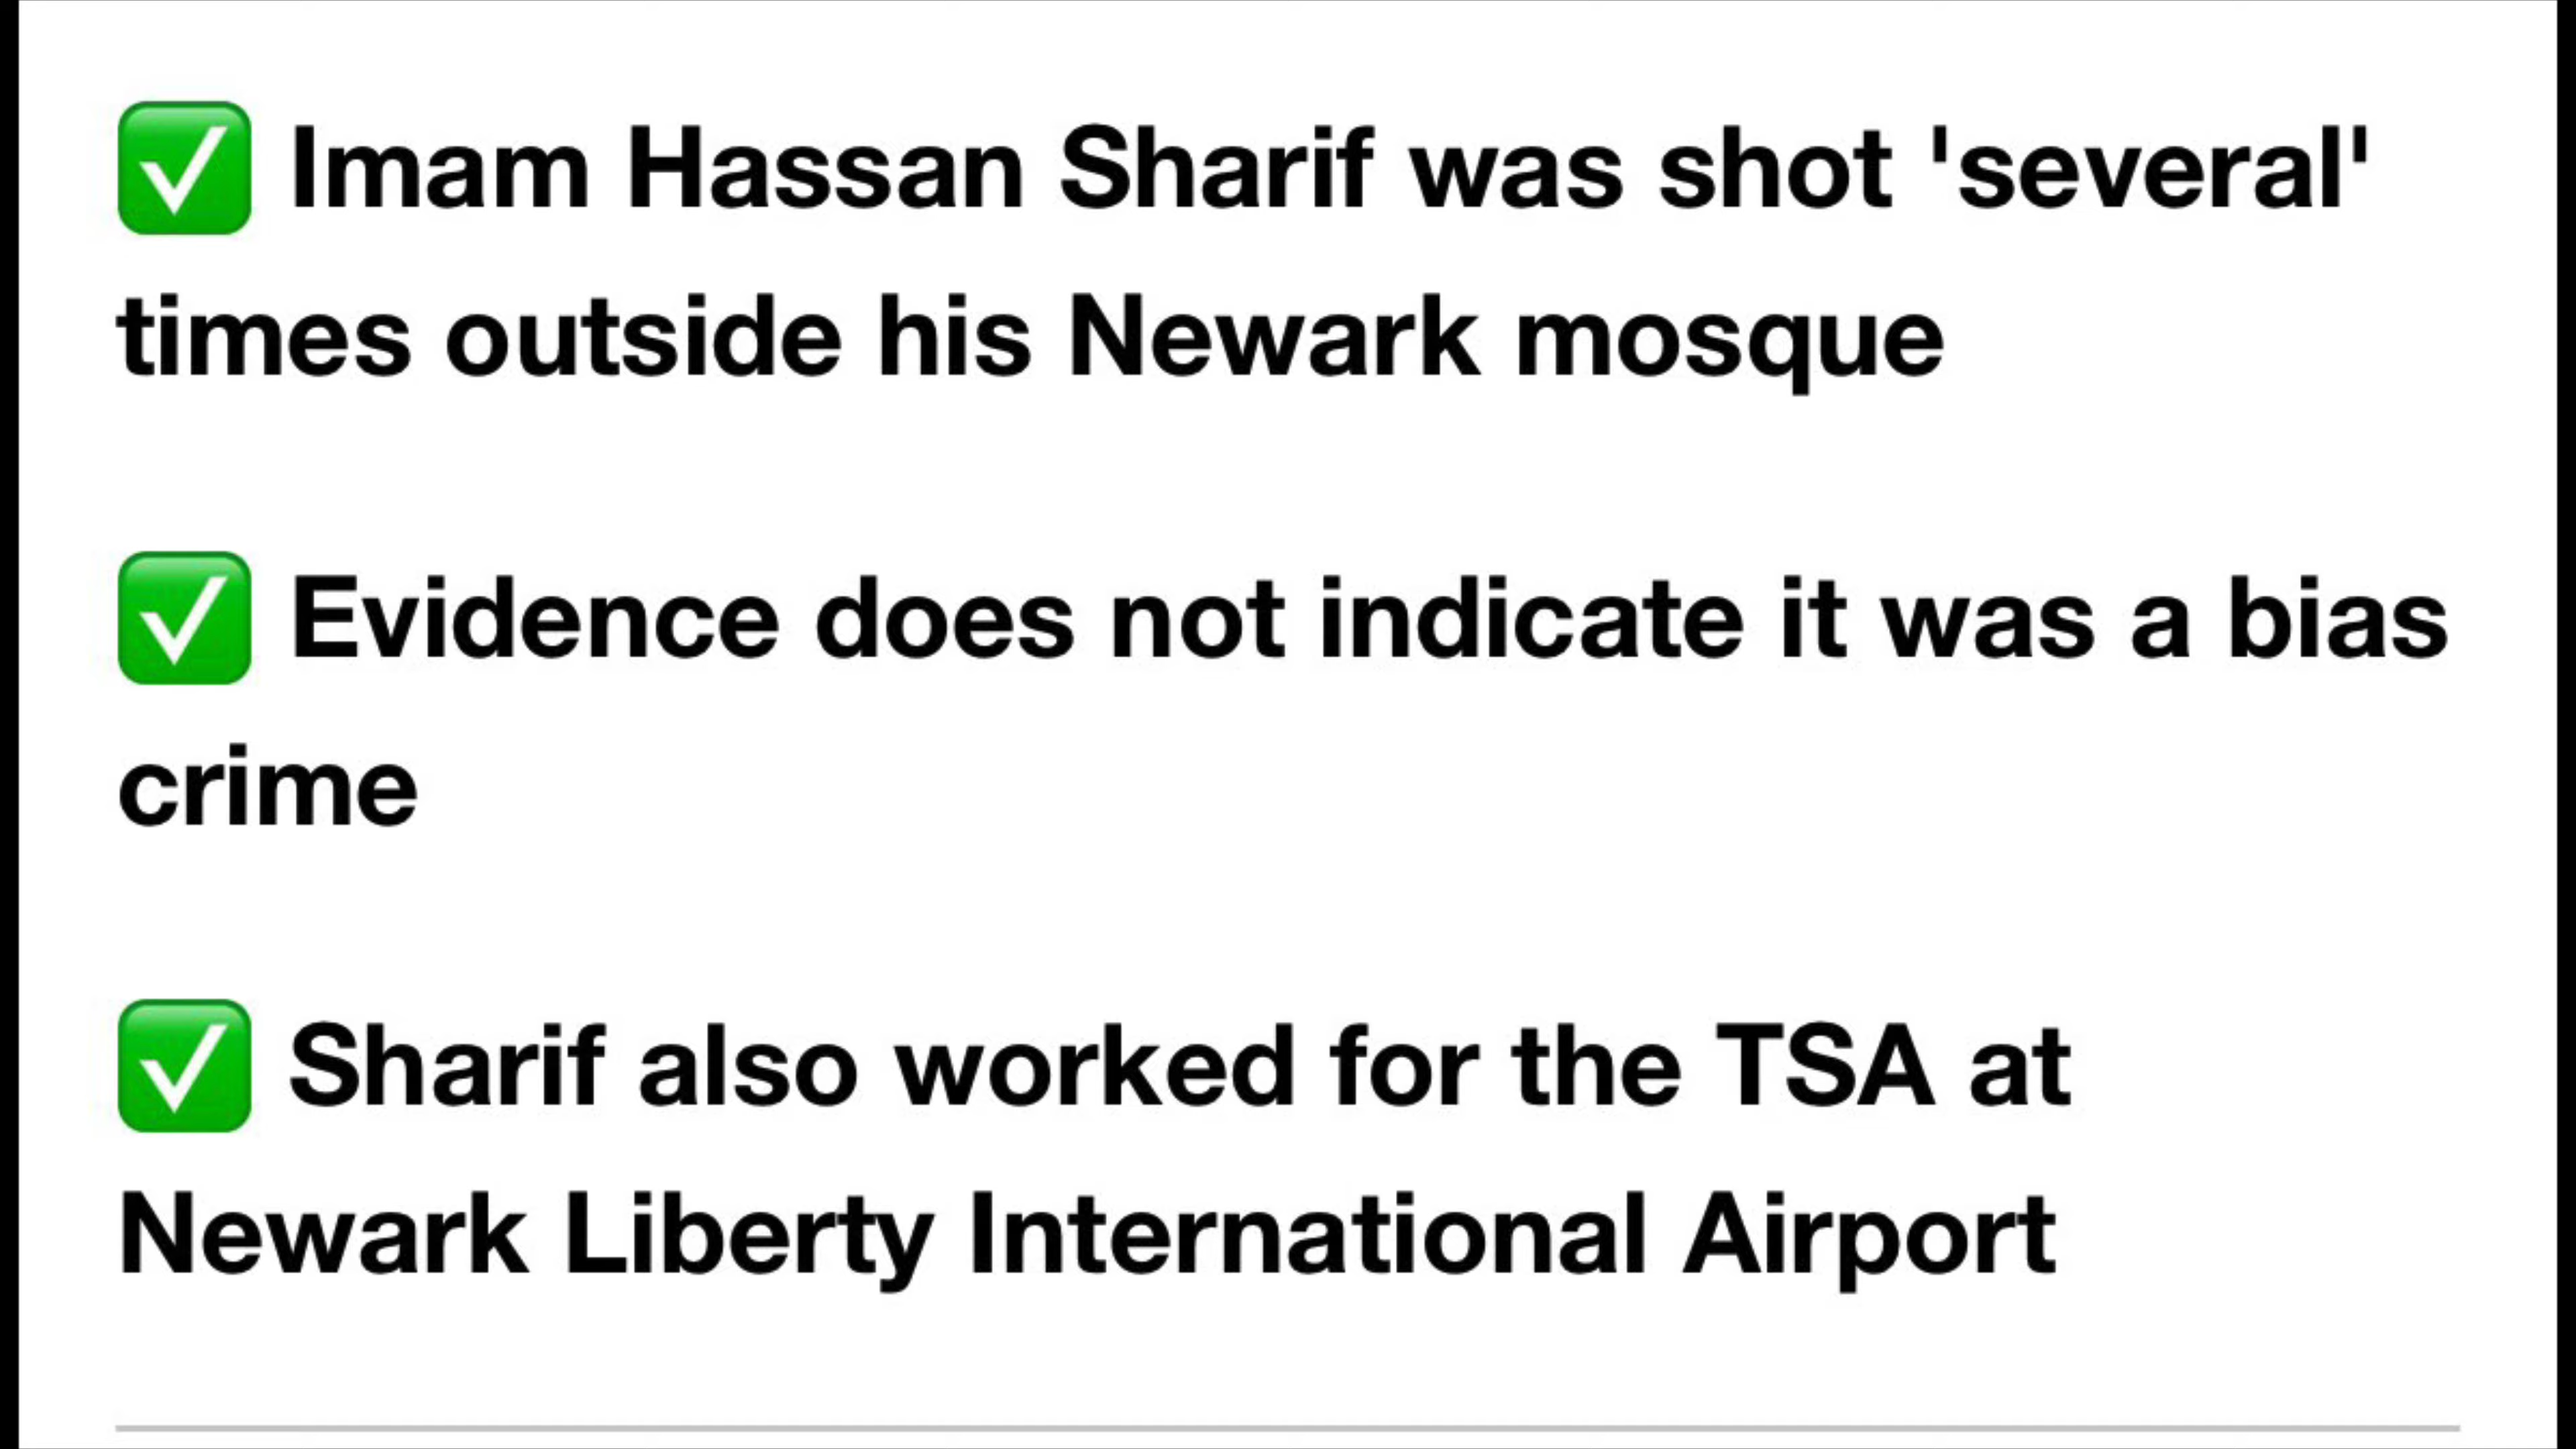 ✅ Imam Hassan Sharif was shot 'several'
times outside his Newark mosque
✅ Evidence does not indicate it was a bias
crime
✅ Sharif also worked for the TSA at
Newark Liberty International Airport